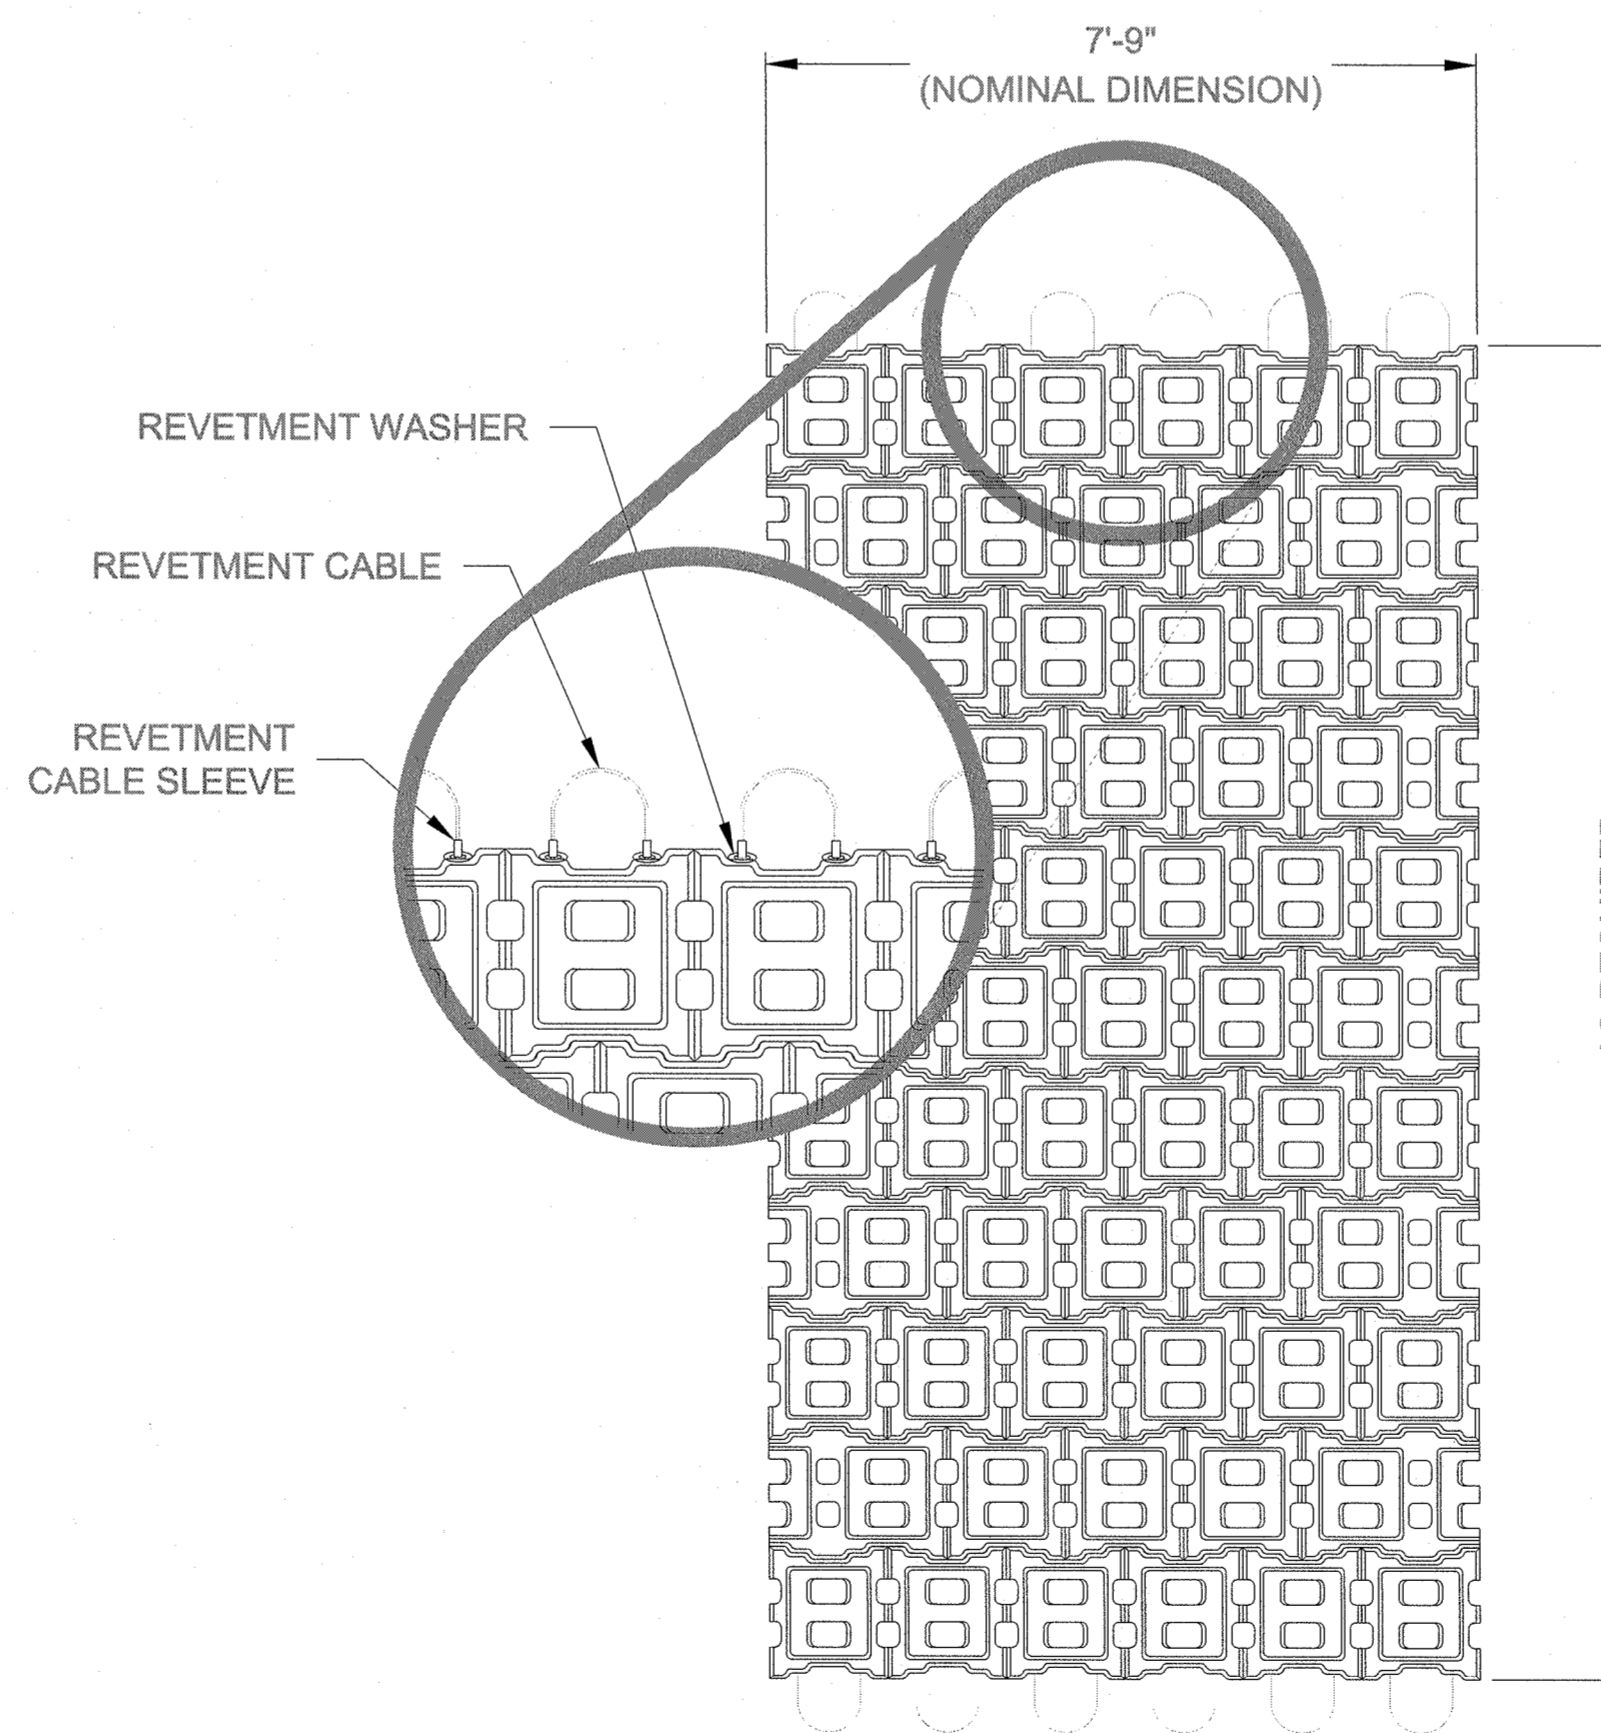 7'-9"
(NOMINAL DIMENSION)
REVETMENT WASHER
REVETMENT CABLE
REVETMENT
CABLE SLEEVE